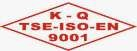 K - Q
TSE-ISO-EN
9001